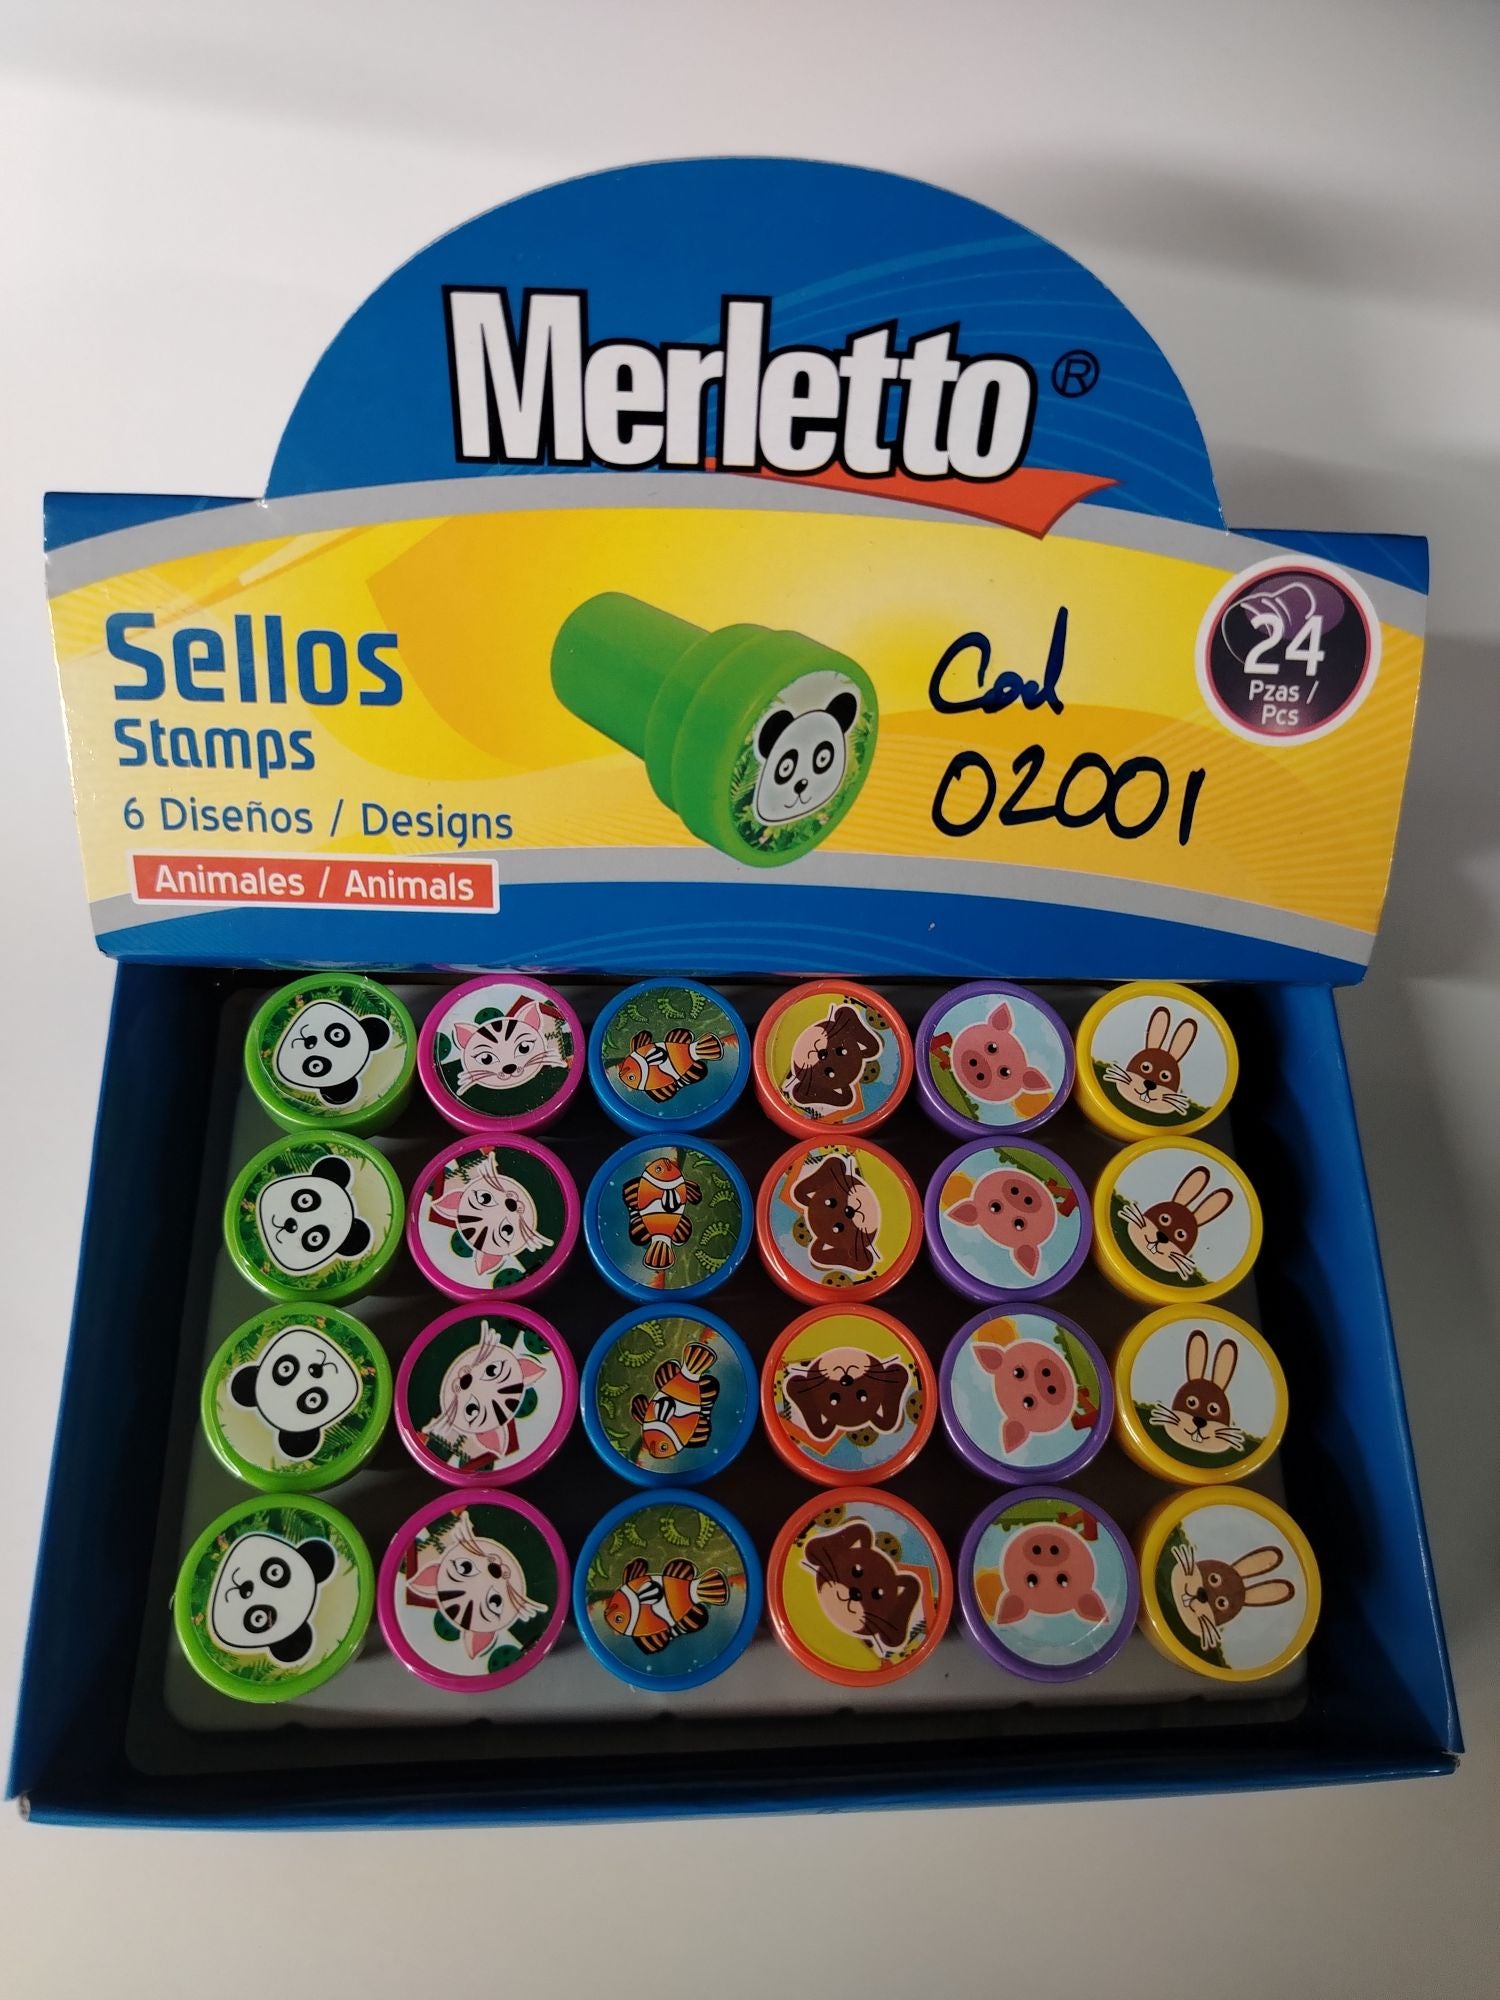 Merletto ®
Sellos
Stamps
6 Diseños / Designs
Animales / Animals
Cod
02001
24
Pzas /
Pcs